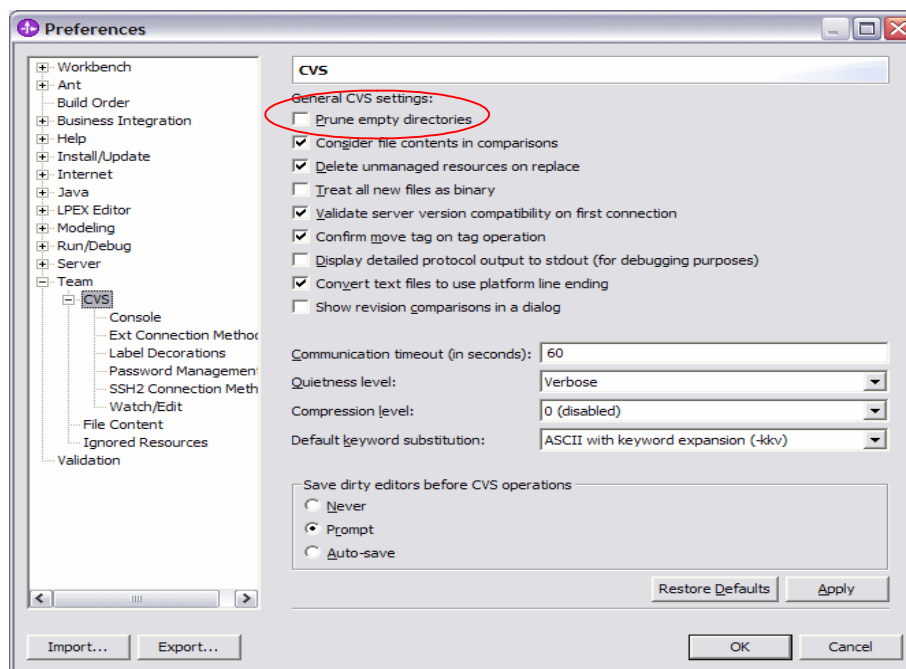 Preferences
Workbench
Ant
Build Order
Business Integration
Help
Install/Update
Internet
Java
LPEX Editor
Modeling
Run/Debug
Server
Team
CVS
Console
Ext Connection Method
Label Decorations
Password Management
SSH2 Connection Meth
Watch/Edit
File Content
Ignored Resources
Validation
CVS
General CVS settings:
Prune empty directories
Consider file contents in comparisons
Delete unmanaged resources on replace
Treat all new files as binary
Validate server version compatibility on first connection
Confirm move tag on tag operation
Display detailed protocol output to stdout (for debugging purposes)
Convert text files to use platform line ending
Show revision comparisons in a dialog
Communication timeout (in seconds): 60
Quietness level: Verbose
Compression level: 0 (disabled)
Default keyword substitution: ASCII with keyword expansion (-kkv)
Save dirty editors before CVS operations
Never
Prompt
Auto-save
Restore Defaults Apply
Import... Export... OK Cancel